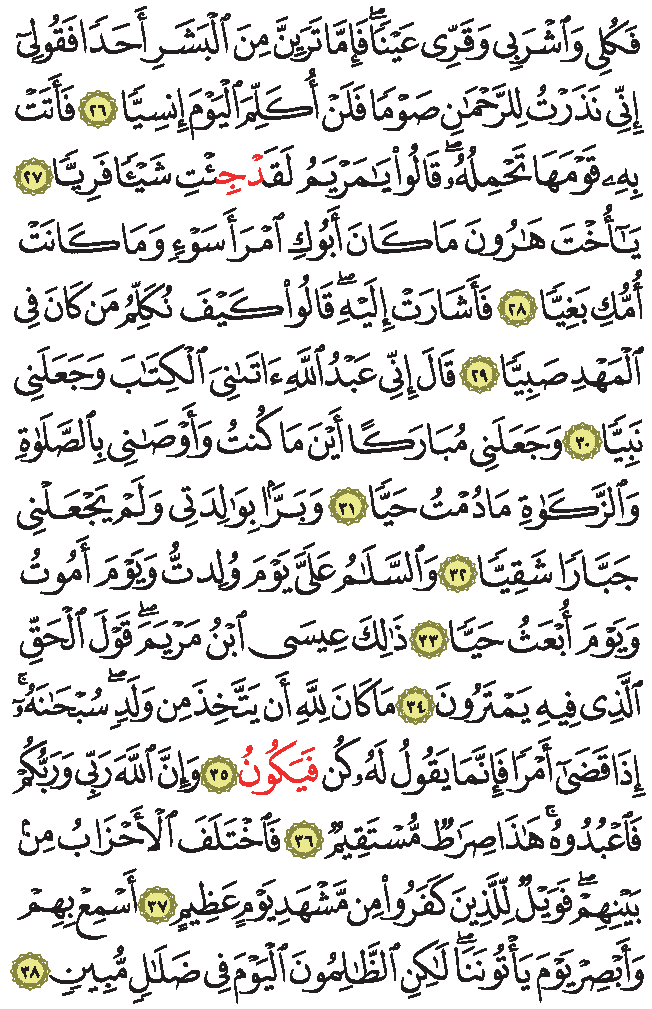 فَكُلِي وَٱشْرَبِي وَقَرِّي عَيْنٗاۖ فَإِمَّا تَرَيِنَّ مِنَ ٱلْبَشَرِ أَحَدٗا فَقُولِيٓ
إِنِّي نَذَرْتُ لِلرَّحْمَٰنِ صَوْمٗا فَلَنْ أُكَلِّمَ ٱلْيَوْمَ إِنسِيّٗا ٢٦ فَأَتَتْ
بِهِۦ قَوْمَهَا تَحْمِلُهُۥۖ قَالُواْ يَٰمَرْيَمُ لَقَدْ جِئْتِ شَيْـٔٗا فَرِيّٗا ٢٧
يَٰٓأُخْتَ هَٰرُونَ مَا كَانَ أَبُوكِ ٱمْرَأَ سَوْءٖ وَمَا كَانَتْ
أُمُّكِ بَغِيّٗا ٢٨ فَأَشَارَتْ إِلَيْهِۖ قَالُواْ كَيْفَ نُكَلِّمُ مَن كَانَ فِي
ٱلْمَهْدِ صَبِيّٗا ٢٩ قَالَ إِنِّي عَبْدُ ٱللَّهِ ءَاتَىٰنِيَ ٱلْكِتَٰبَ وَجَعَلَنِي
نَبِيّٗا ٣٠ وَجَعَلَنِي مُبَارَكًا أَيْنَ مَا كُنتُ وَأَوْصَٰنِي بِٱلصَّلَوٰةِ
وَٱلزَّكَوٰةِ مَا دُمْتُ حَيّٗا ٣١ وَبَرَّۢا بِوَٰلِدَتِي وَلَمْ يَجْعَلْنِي
جَبَّارٗا شَقِيّٗا ٣٢ وَٱلسَّلَٰمُ عَلَيَّ يَوْمَ وُلِدتُّ وَيَوْمَ أَمُوتُ
وَيَوْمَ أُبْعَثُ حَيّٗا ٣٣ ذَٰلِكَ عِيسَى ٱبْنُ مَرْيَمَۖ قَوْلَ ٱلْحَقِّ
ٱلَّذِي فِيهِ يَمْتَرُونَ ٣٤ مَا كَانَ لِلَّهِ أَن يَتَّخِذَ مِن وَلَدٖۖ سُبْحَٰنَهُۥٓۚ
إِذَا قَضَىٰٓ أَمْرٗا فَإِنَّمَا يَقُولُ لَهُۥ كُن فَيَكُونُ ٣٥ وَإِنَّ ٱللَّهَ رَبِّي وَرَبُّكُمْ
فَٱعْبُدُوهُۚ هَٰذَا صِرَٰطٞ مُّسْتَقِيمٞ ٣٦ فَٱخْتَلَفَ ٱلْأَحْزَابُ مِنۢ
بَيْنِهِمْۖ فَوَيْلٞ لِّلَّذِينَ كَفَرُواْ مِن مَّشْهَدِ يَوْمٍ عَظِيمٍ ٣٧ أَسْمِعْ بِهِمْ
وَأَبْصِرْ يَوْمَ يَأْتُونَنَاۖ لَٰكِنِ ٱلظَّٰلِمُونَ ٱلْيَوْمَ فِي ضَلَٰلٖ مُّبِينٖ ٣٨